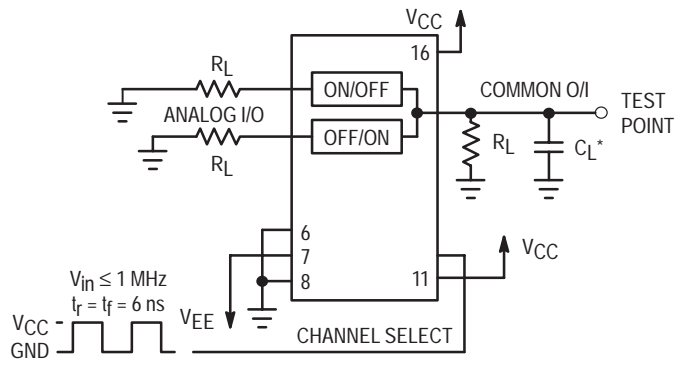 VCC
16
RL
ON/OFF
COMMON O/I
TEST
POINT
ANALOG I/O
OFF/ON
RL
RL
CL*
6
7
8
11
VCC
Vin ≤ 1 MHz
tr = tf = 6 ns
VCC
GND
VEE
CHANNEL SELECT